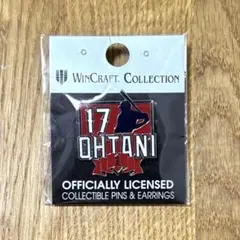 WINCRAFT. COLLECTION
17
OHTANI
OFFICIALLY LICENSED
COLLECTIBLE PINS & EARRINGS